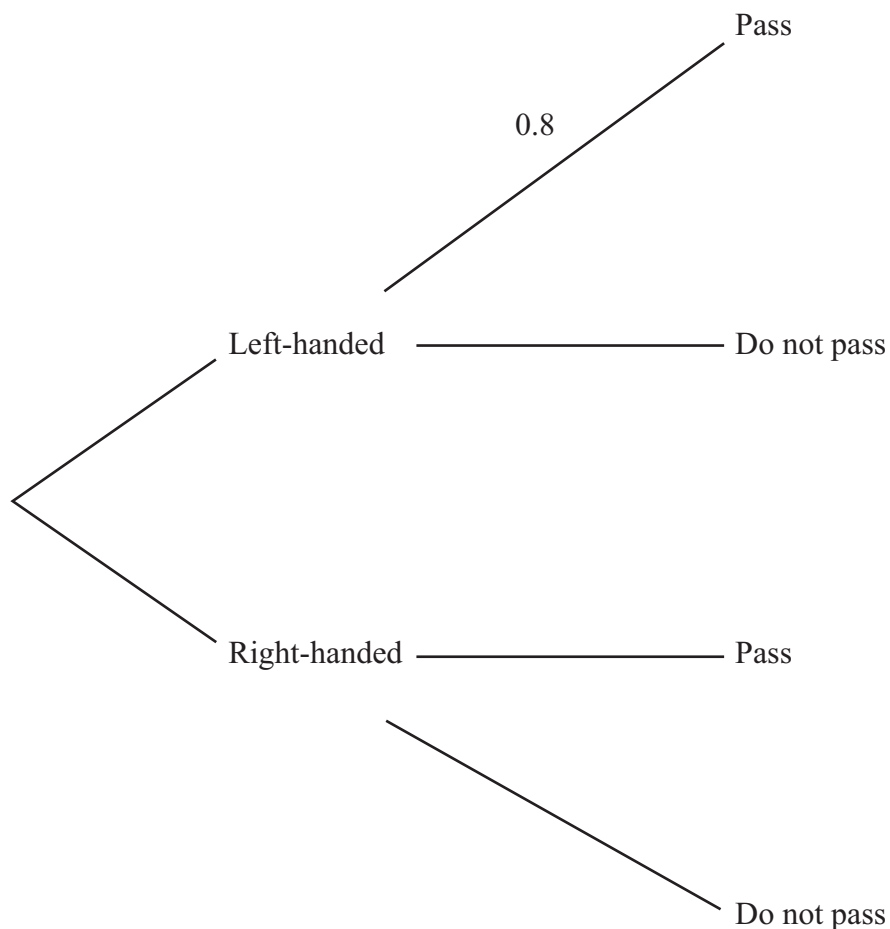 Pass
0.8
Left-handed
Do not pass
Right-handed
Pass
Do not pass